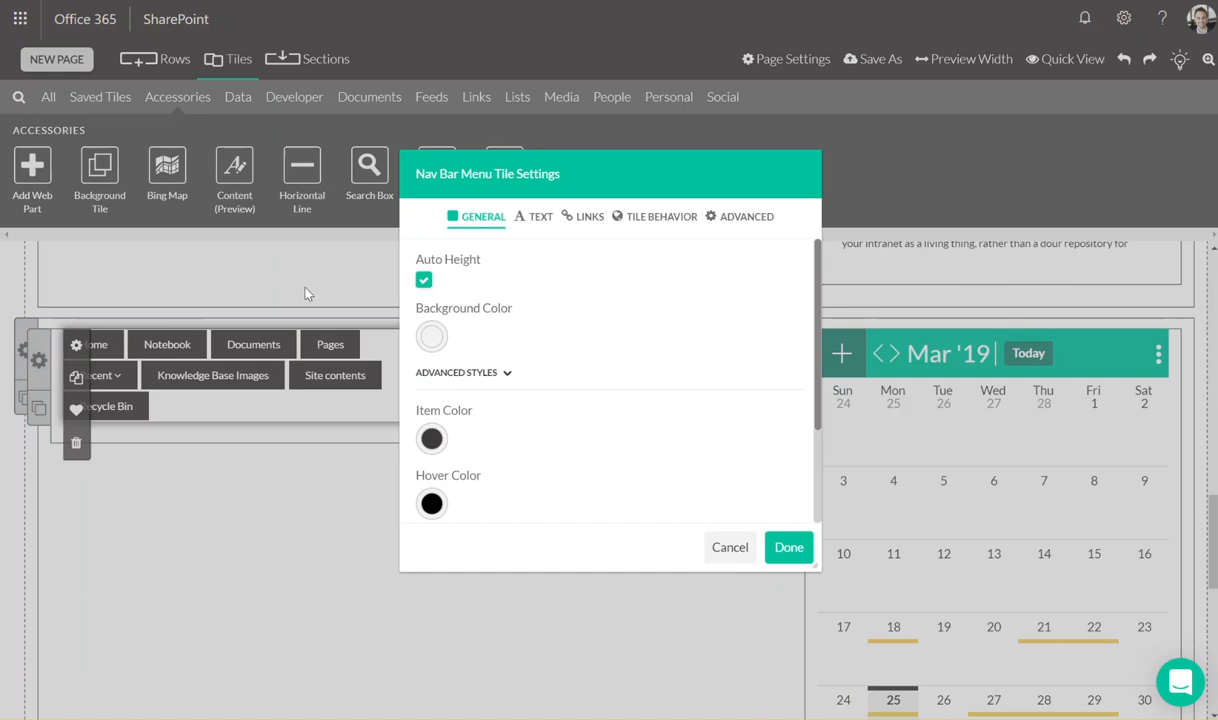 Office 365 SharePoint
NEW PAGE Rows Tiles Sections Page Settings Save As Preview Width Quick View
All Saved Tiles Accessories Data Developer Documents Feeds Links Lists Media People Personal Social
ACCESSORIES
Add Web Part
Background Tile
Bing Map
Content (Preview)
Horizontal Line
Search Box
your intranet as a living thing, rather than a dour repository for
Nav Bar Menu Tile Settings
GENERAL TEXT LINKS TILE BEHAVIOR ADVANCED
Auto Height
Background Color
ADVANCED STYLES
Item Color
Hover Color
Cancel Done
Notebook Documents Pages
Knowledge Base Images Site contents
Bin
Mar '19 Today
Sun Mon Tue Wed Thu Fri Sat
24 25 26 27 28 1 2
3 4 5 6 7 8 9
10 11 12 13 14 15 16
17 18 19 20 21 22 23
24 25 26 27 28 29 30